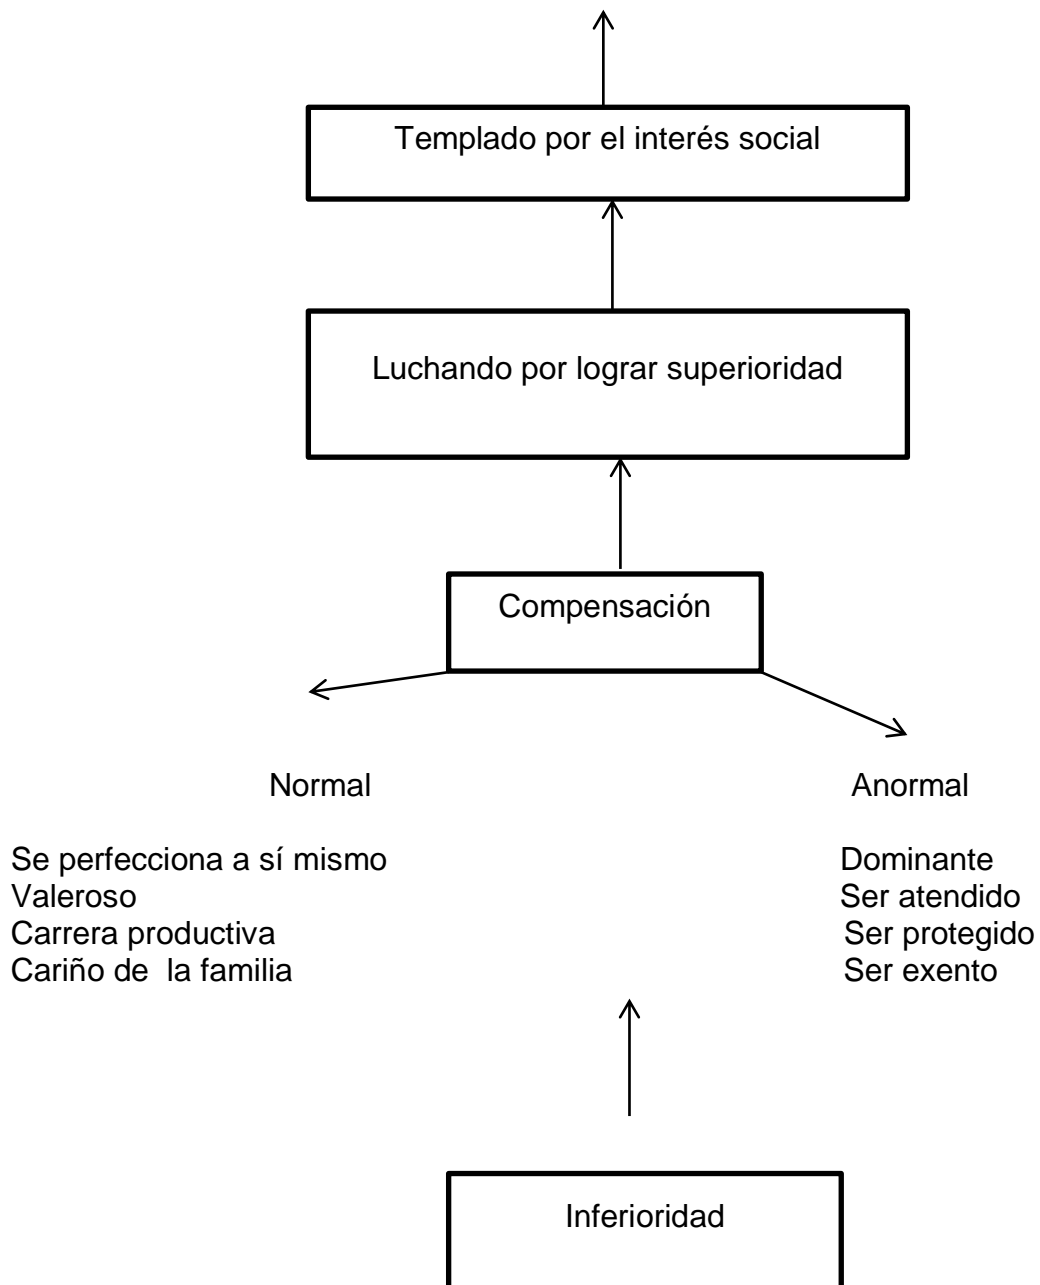 Templado por el interés social
Luchando por lograr superioridad
Compensación
Normal
Anormal
Se perfecciona a sí mismo
Valeroso
Carrera productiva
Cariño de  la familia
Dominante
Ser atendido
Ser protegido
Ser exento
Inferioridad